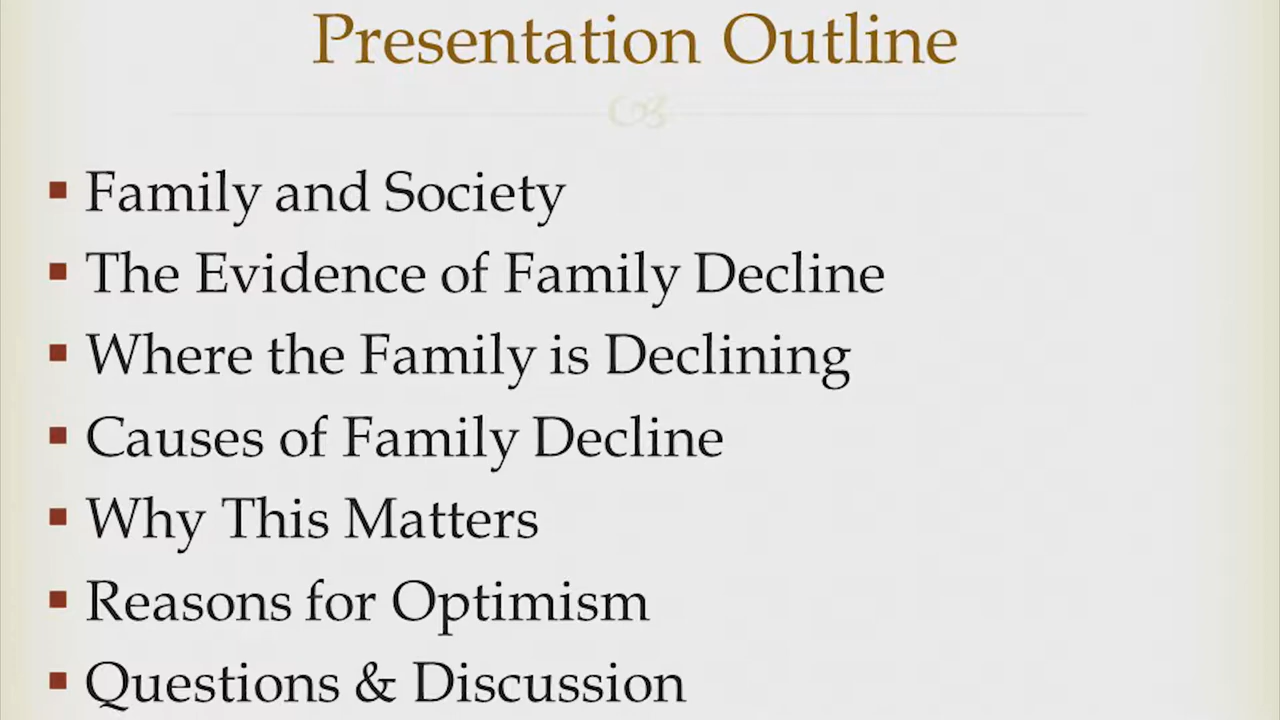 Presentation Outline
Family and Society
The Evidence of Family Decline
Where the Family is Declining
Causes of Family Decline
Why This Matters
Reasons for Optimism
Questions & Discussion